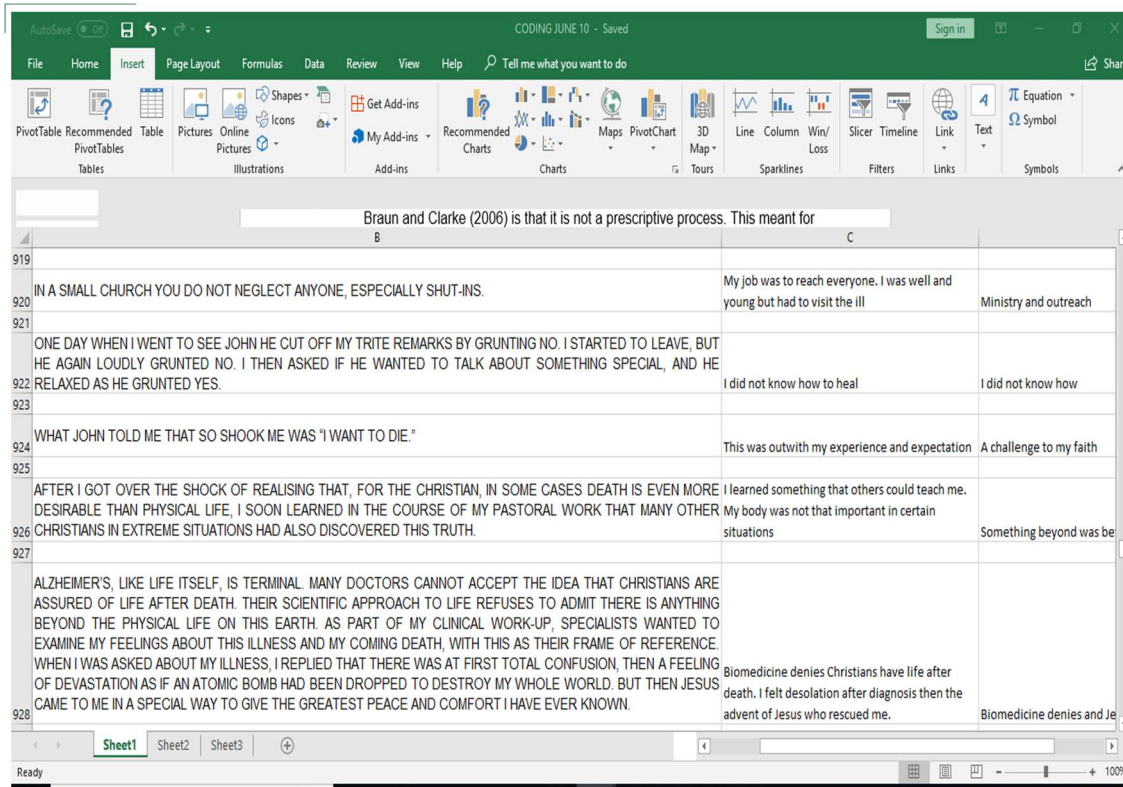 AutoSave Off
CODING JUNE 10 - Saved
Sign in
File Home Insert Page Layout Formulas Data Review View Help Tell me what you want to do Shar
PivotTable Recommended PivotTables Table
Tables
Pictures Online Pictures Shapes Icons
Illustrations
Get Add-ins
My Add-ins
Add-ins
Recommended Charts Maps PivotChart
Charts
3D Map
Tours
Line Column Win/Loss
Sparklines
Slicer Timeline
Filters
Link
Links
Text
Equation
Symbol
Symbols
Braun and Clarke (2006) is that it is not a prescriptive process. This meant for
B C
919
IN A SMALL CHURCH YOU DO NOT NEGLECT ANYONE, ESPECIALLY SHUT-INS.
My job was to reach everyone. I was well and
young but had to visit the ill
Ministry and outreach
920
921
ONE DAY WHEN I WENT TO SEE JOHN HE CUT OFF MY TRITE REMARKS BY GRUNTING NO. I STARTED TO LEAVE, BUT
HE AGAIN LOUDLY GRUNTED NO. I THEN ASKED IF HE WANTED TO TALK ABOUT SOMETHING SPECIAL, AND HE
922 RELAXED AS HE GRUNTED YES.
I did not know how to heal
I did not know how
923
WHAT JOHN TOLD ME THAT SO SHOOK ME WAS “I WANT TO DIE.”
924
This was outwith my experience and expectation
A challenge to my faith
925
AFTER I GOT OVER THE SHOCK OF REALISING THAT, FOR THE CHRISTIAN, IN SOME CASES DEATH IS EVEN MORE
DESIRABLE THAN PHYSICAL LIFE, I SOON LEARNED IN THE COURSE OF MY PASTORAL WORK THAT MANY OTHER
926 CHRISTIANS IN EXTREME SITUATIONS HAD ALSO DISCOVERED THIS TRUTH.
I learned something that others could teach me.
My body was not that important in certain
situations
Something beyond was be
927
ALZHEIMER'S, LIKE LIFE ITSELF, IS TERMINAL. MANY DOCTORS CANNOT ACCEPT THE IDEA THAT CHRISTIANS ARE
ASSURED OF LIFE AFTER DEATH. THEIR SCIENTIFIC APPROACH TO LIFE REFUSES TO ADMIT THERE IS ANYTHING
BEYOND THE PHYSICAL LIFE ON THIS EARTH. AS PART OF MY CLINICAL WORK-UP, SPECIALISTS WANTED TO
EXAMINE MY FEELINGS ABOUT THIS ILLNESS AND MY COMING DEATH, WITH THIS AS THEIR FRAME OF REFERENCE.
WHEN I WAS ASKED ABOUT MY ILLNESS, I REPLIED THAT THERE WAS AT FIRST TOTAL CONFUSION, THEN A FEELING
OF DEVASTATION AS IF AN ATOMIC BOMB HAD BEEN DROPPED TO DESTROY MY WHOLE WORLD. BUT THEN JESUS
928 CAME TO ME IN A SPECIAL WAY TO GIVE THE GREATEST PEACE AND COMFORT I HAVE EVER KNOWN.
Biomedicine denies Christians have life after
death. I felt desolation after diagnosis then the
advent of Jesus who rescued me.
Biomedicine denies and Je
Sheet1 Sheet2 Sheet3
Ready
100%